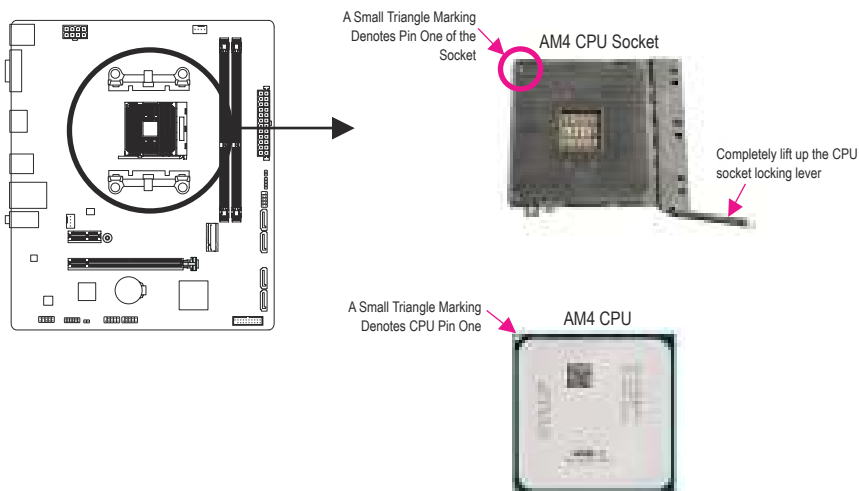 A Small Triangle Marking
Denotes Pin One of the
Socket
AM4 CPU Socket
Completely lift up the CPU
socket locking lever
A Small Triangle Marking
Denotes CPU Pin One
AM4 CPU